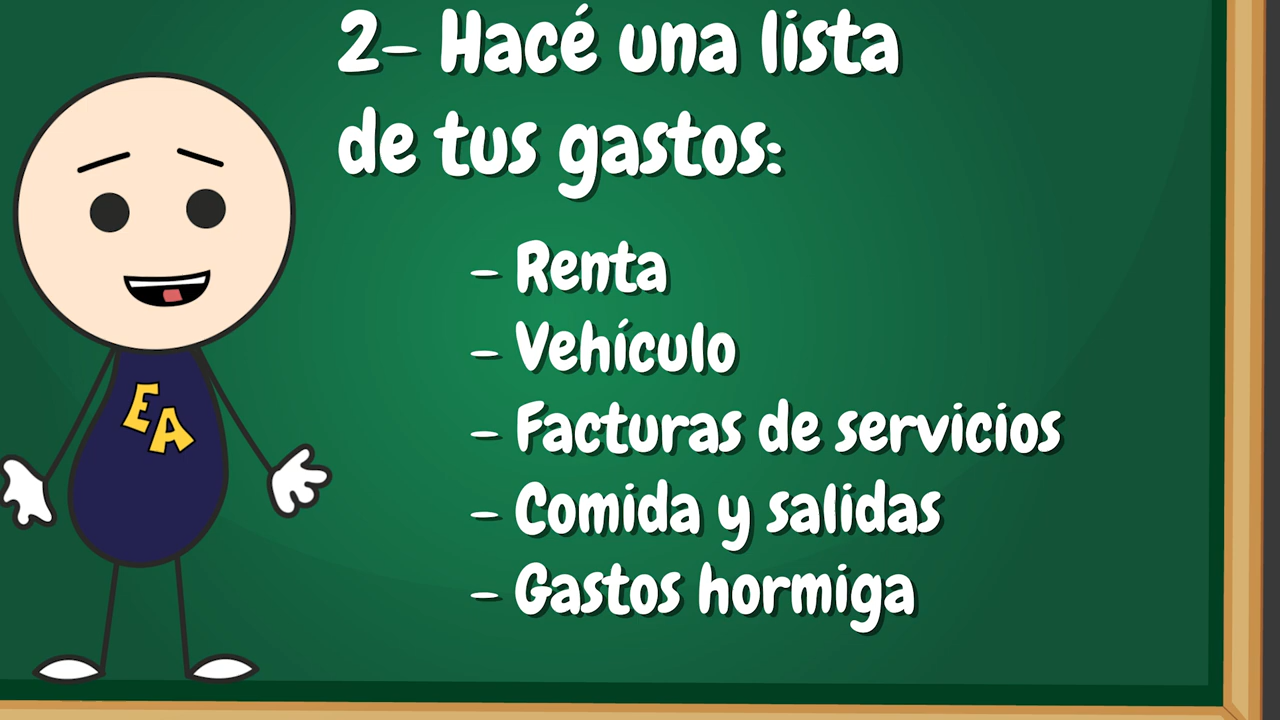 2- Hacé una lista
de tus gastos:
- Renta
- Vehículo
- Facturas de servicios
- Comida y salidas
- Gastos hormiga
EA